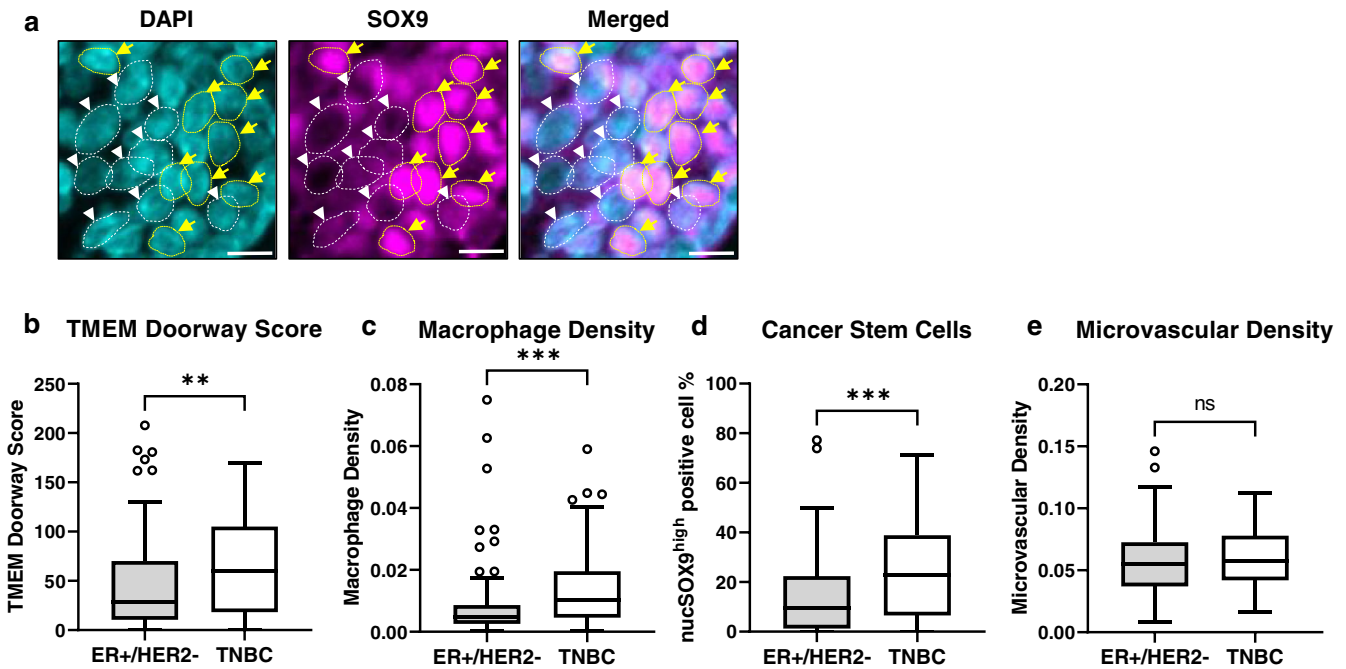 a
DAPI
SOX9
Merged
b
TMEM Doorway Score
**
TMEM Doorway Score
250
200
150
100
50
0
ER+/HER2-
TNBC
c
Macrophage Density
***
Macrophage Density
0.08
0.06
0.04
0.02
0.00
ER+/HER2-
TNBC
d
Cancer Stem Cells
***
nucSOX9high positive cell %
100
80
60
40
20
0
ER+/HER2-
TNBC
e
Microvascular Density
ns
Microvascular Density
0.20
0.15
0.10
0.05
0.00
ER+/HER2-
TNBC